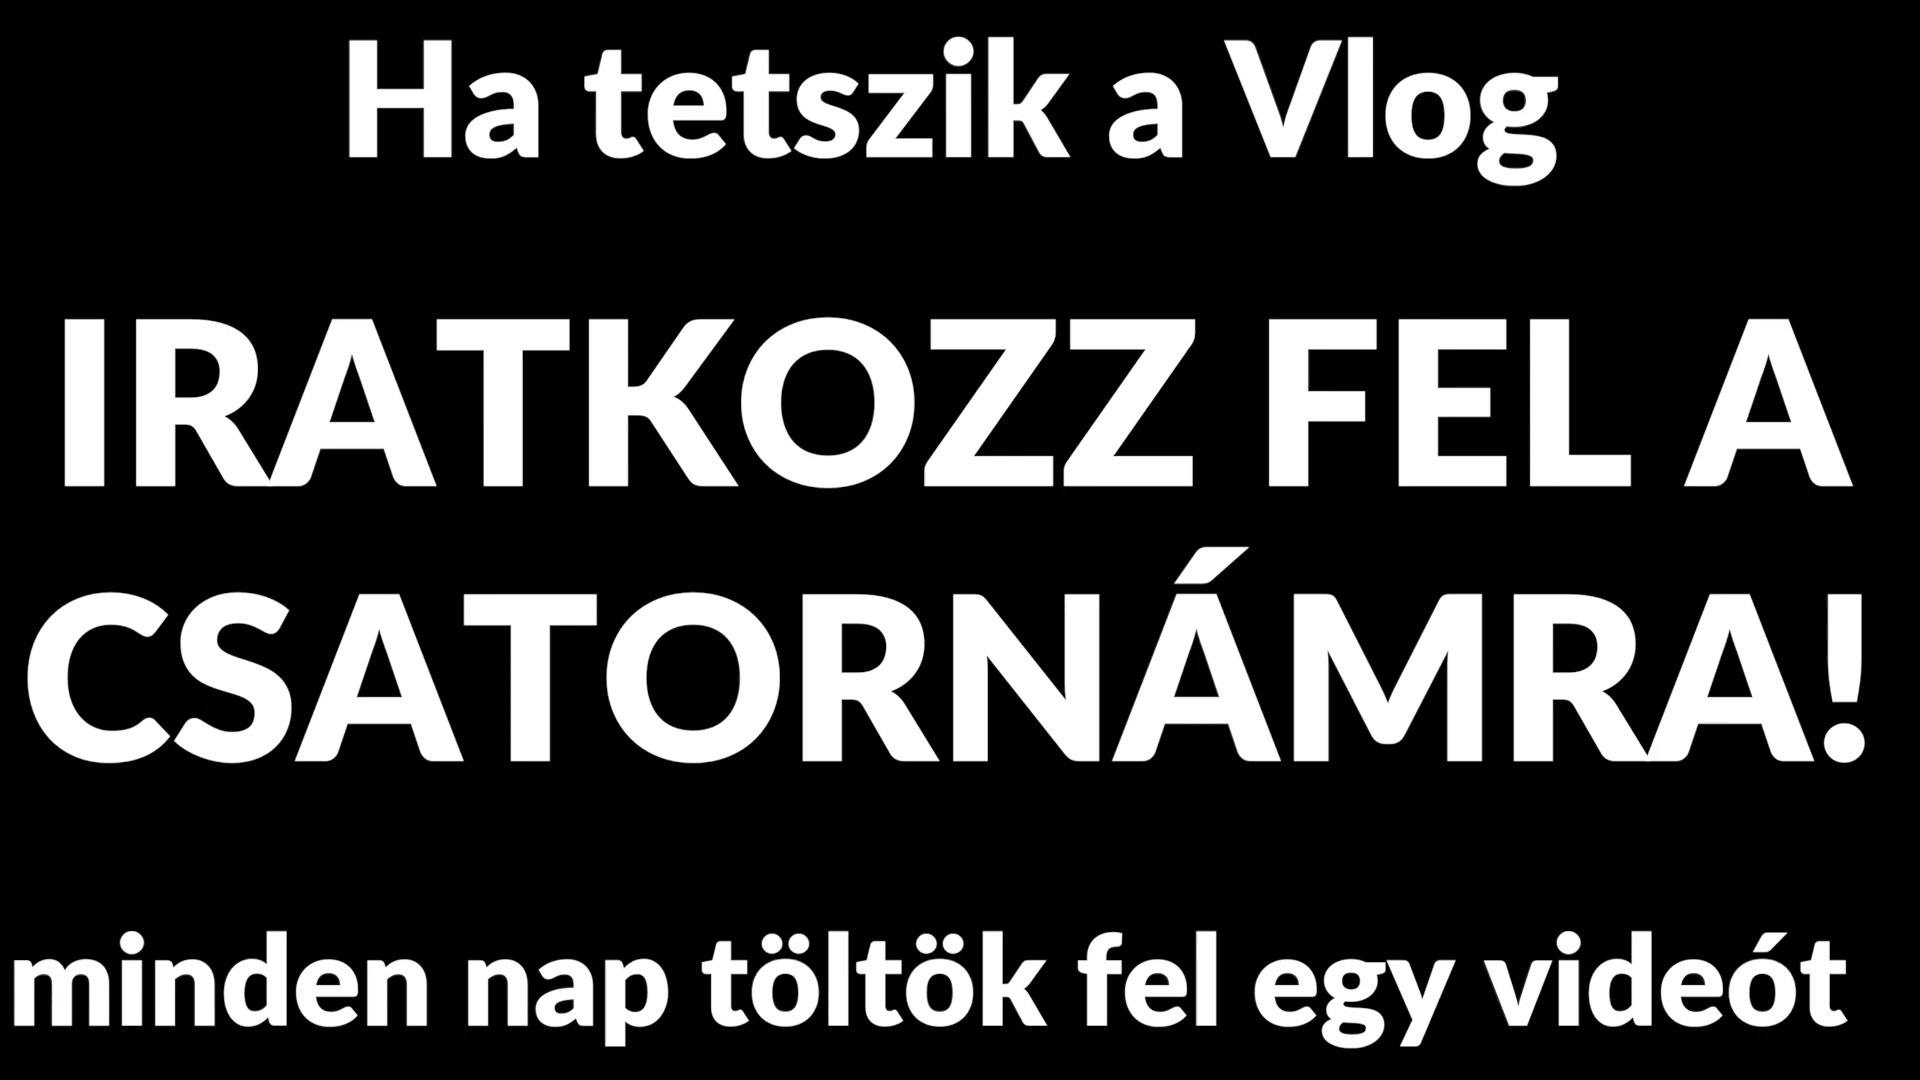 Ha tetszik a Vlog
IRATKOZZ FEL A
CSATORNÁMRA!
minden nap töltök fel egy videót